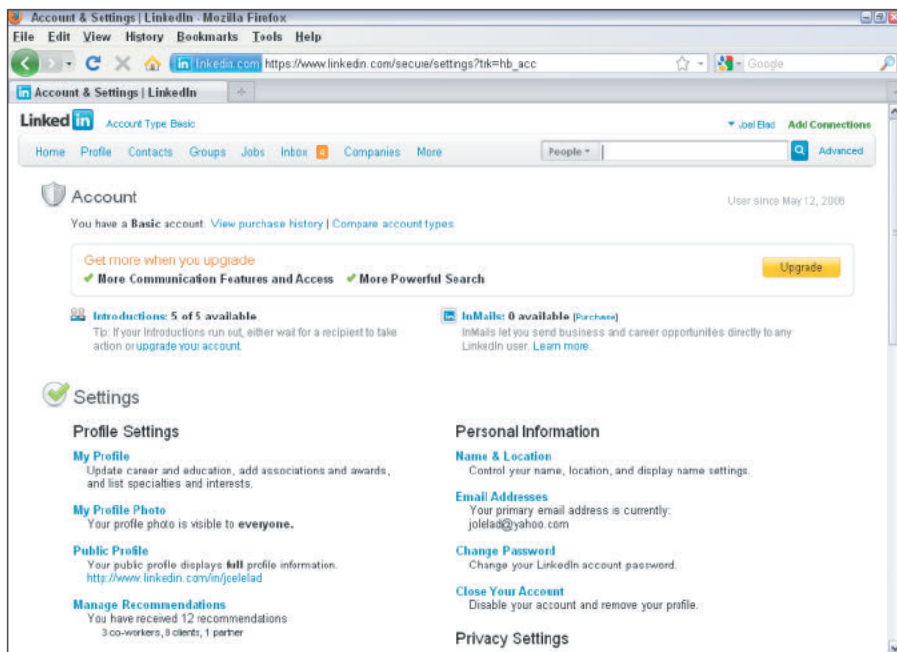 Account & Settings | LinkedIn - Mozilla Firefox
File Edit View History Bookmarks Tools Help
linkedin.com https://www.linkedin.com/secure/settings?trk=hb_acc
Google
Account & Settings | LinkedIn
Linked in Account Type: Basic
Joel Elad Add Connections
Home Profile Contacts Groups Jobs Inbox 4 Companies More People Advanced
Account
User since May 12, 2006
You have a Basic account. View purchase history | Compare account types
Get more when you upgrade
More Communication Features and Access More Powerful Search
Upgrade
Introductions: 5 of 5 available.
Tip: If your Introductions run out, either wait for a recipient to take
action or upgrade your account.
InMails: 0 available [Purchase]
InMails let you send business and career opportunities directly to any
LinkedIn user. Learn more.
Settings
Profile Settings
My Profile
Update career and education, add associations and awards,
and list specialties and interests.
My Profile Photo
Your profile photo is visible to everyone.
Public Profile
Your public profile displays full profile information.
http://www.linkedin.com/in/joelelad
Manage Recommendations
You have received 12 recommendations
3 co-workers, 8 clients, 1 partner
Personal Information
Name & Location
Control your name, location, and display name settings.
Email Addresses
Your primary email address is currently:
jolelad@yahoo.com
Change Password
Change your LinkedIn account password.
Close Your Account
Disable your account and remove your profile.
Privacy Settings